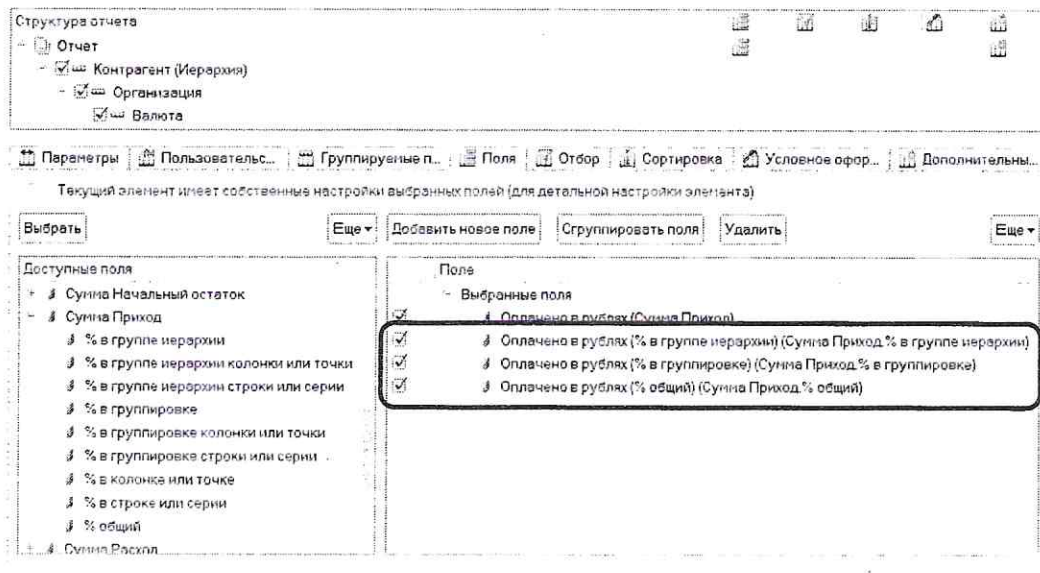 Структура отчета
Отчет
Контрагент (Иерархия)
Организация
Валюта
Параметры Пользовательс... Группируемые п... Поля Отбор Сортировка Условное офор... Дополнительны...
Текущий элемент имеет собственные настройки выбранных полей (для детальной настройки элемента)
Выбрать Еще Добавить новое поле Сгруппировать поля Удалить Еще
Доступные поля
Сумма Начальный остаток
Сумма Приход
% в группе иерархии
% в группе иерархии колонки или точки
% в группе иерархии строки или серии
% в группировке
% в группировке колонки или точки
% в группировке строки или серии
% в колонке или точке
% в строке или серии
% общий
Сумма Расход
Поле
Выбранные поля
Оплачено в рублях (Сумма Приход)
Оплачено в рублях (% в группе иерархии) (Сумма Приход.% в группе иерархии)
Оплачено в рублях (% в группировке) (Сумма Приход.% в группировке)
Оплачено в рублях (% общий) (Сумма Приход.% общий)